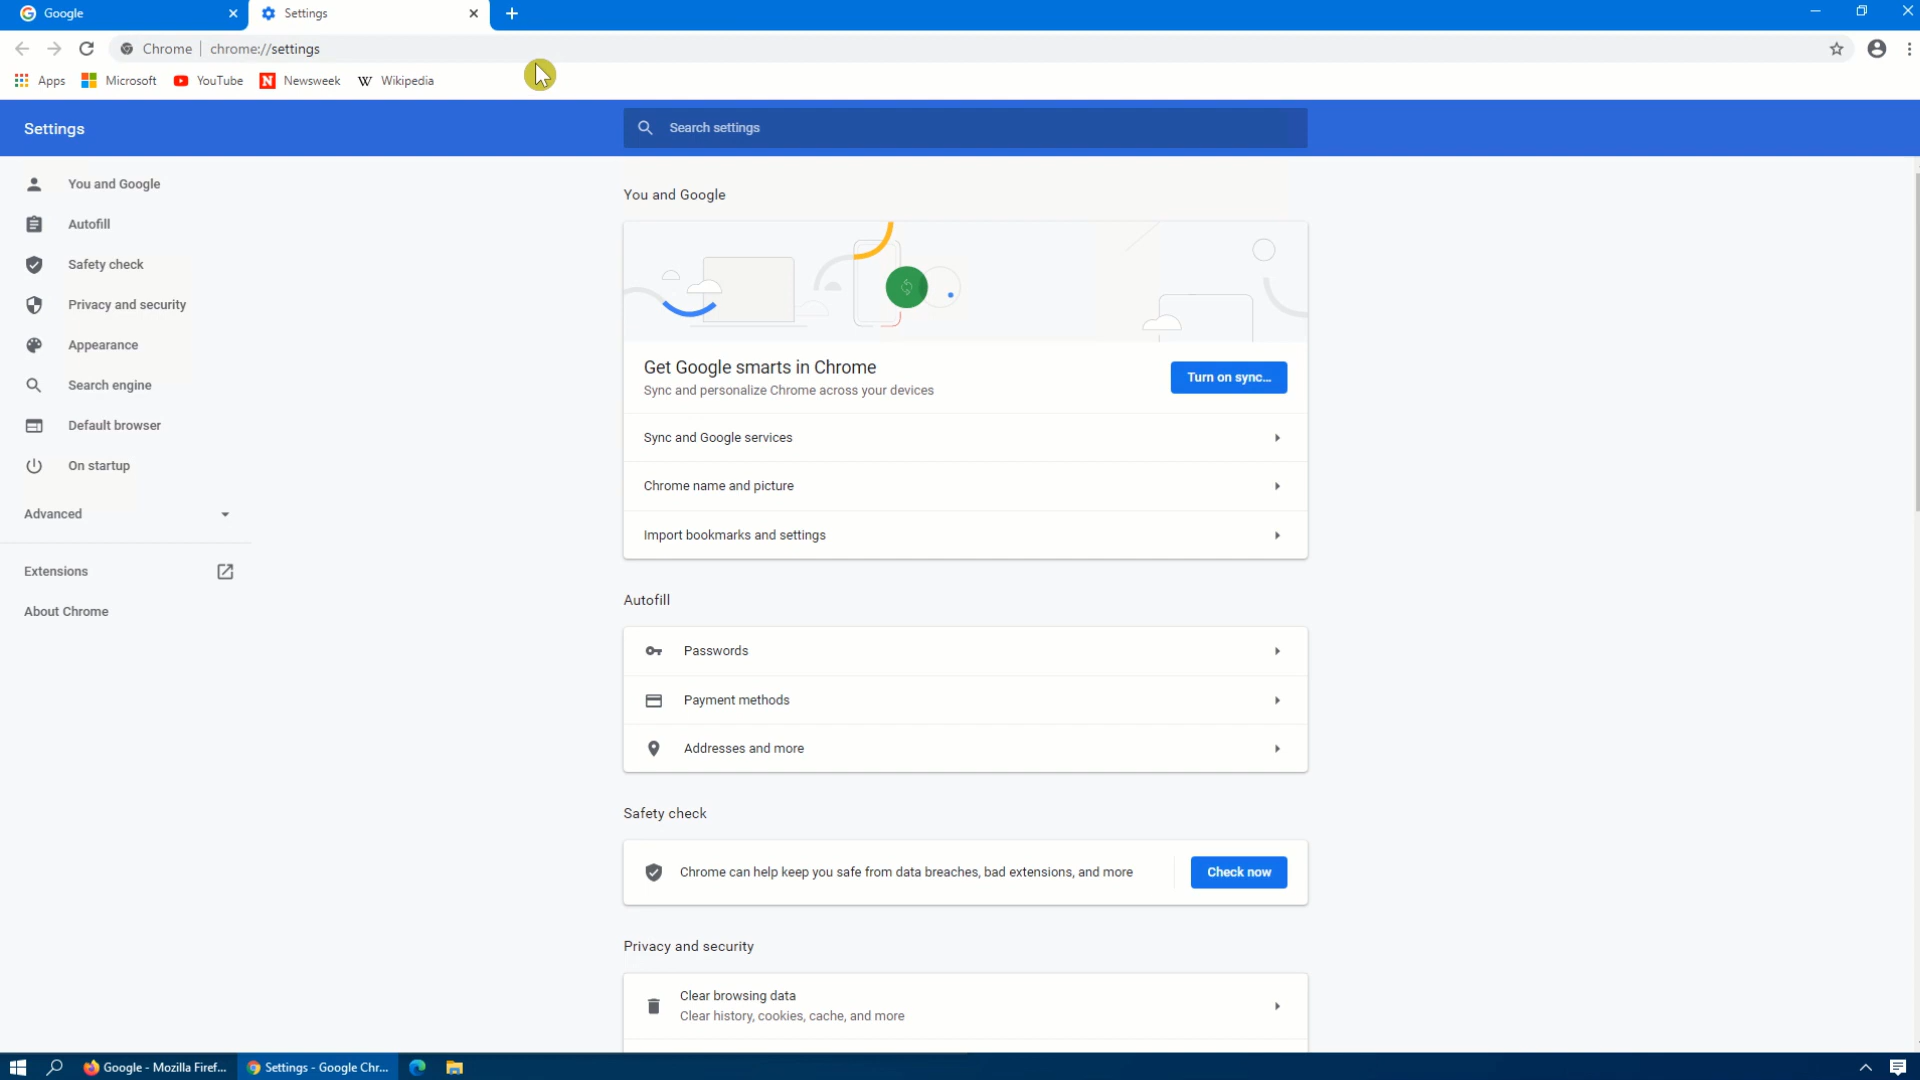 Google
Settings
Chrome
chrome://settings
Apps
Microsoft
YouTube
Newsweek
Wikipedia
Settings
Search settings
You and Google
Autofill
Safety check
Privacy and security
Appearance
Search engine
Default browser
On startup
Advanced
Extensions
About Chrome
You and Google
Get Google smarts in Chrome
Sync and personalize Chrome across your devices
Turn on sync...
Sync and Google services
Chrome name and picture
Import bookmarks and settings
Autofill
Passwords
Payment methods
Addresses and more
Safety check
Chrome can help keep you safe from data breaches, bad extensions, and more
Check now
Privacy and security
Clear browsing data
Clear history, cookies, cache, and more
Google - Mozilla Firef...
Settings - Google Chr...